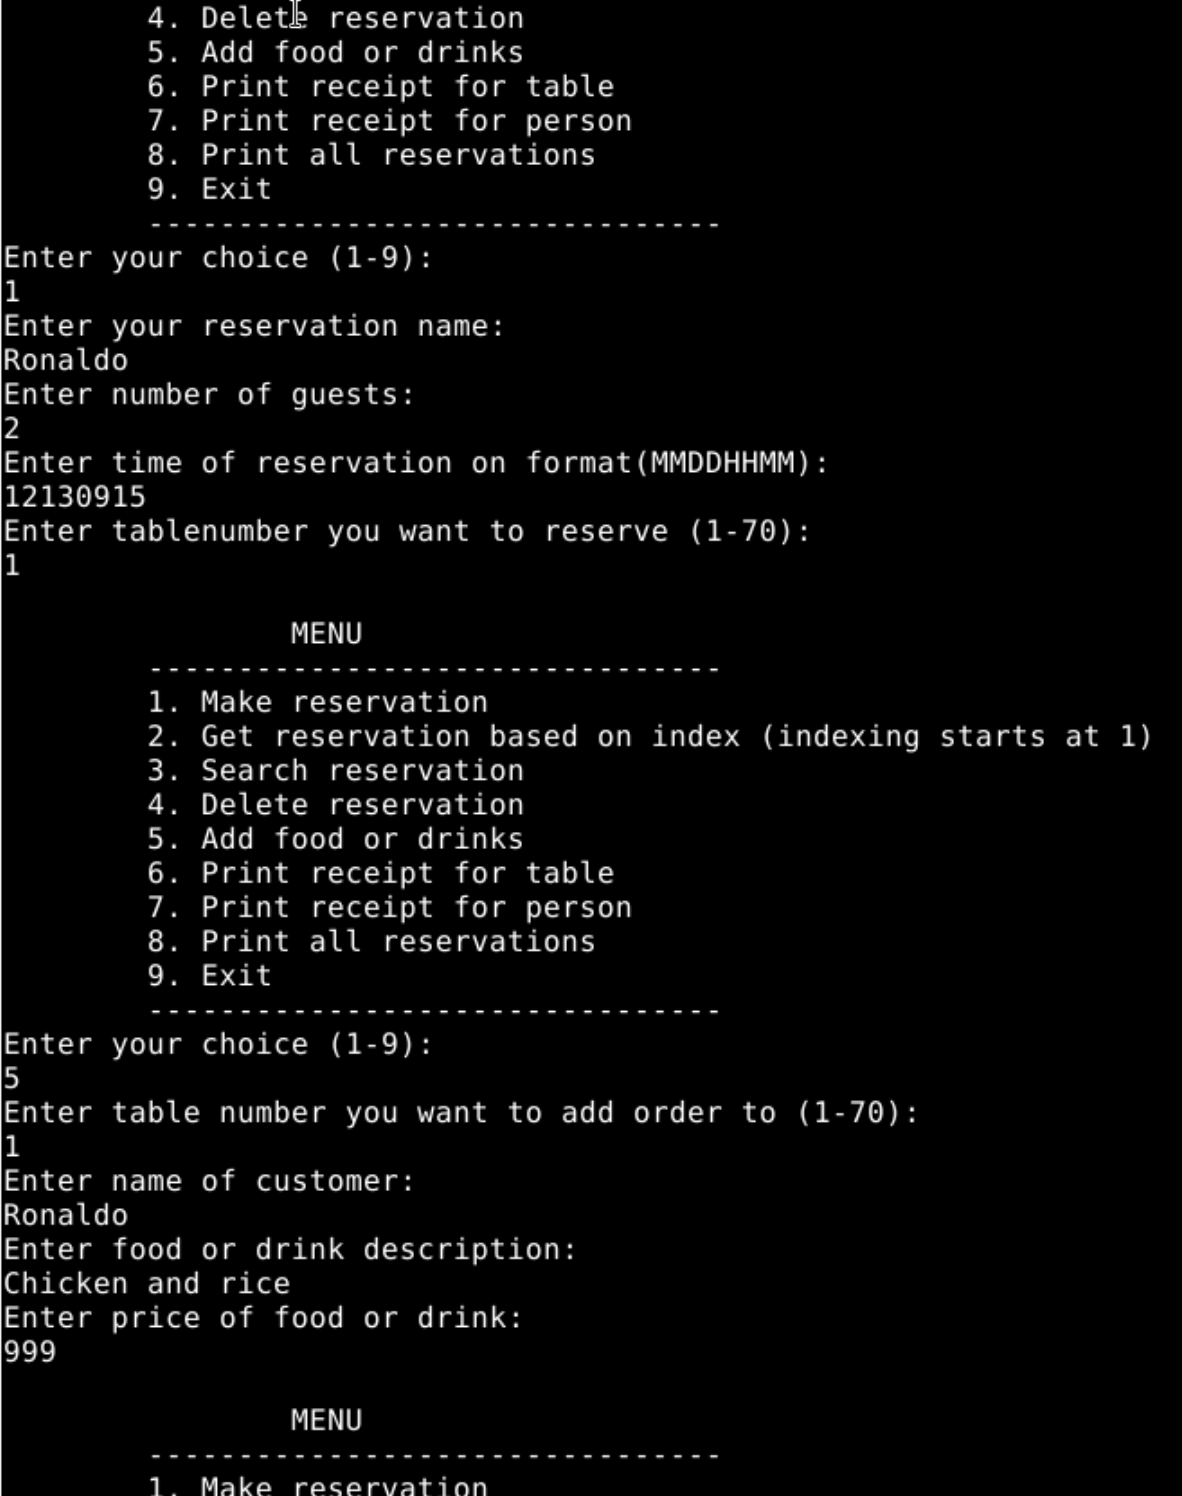 4. Delete reservation
5. Add food or drinks
6. Print receipt for table
7. Print receipt for person
8. Print all reservations
9. Exit
--------------------------------
Enter your choice (1-9):
1
Enter your reservation name:
Ronaldo
Enter number of guests:
2
Enter time of reservation on format(MMDDHHMM):
12130915
Enter tablenumber you want to reserve (1-70):
1
MENU
--------------------------------
1. Make reservation
2. Get reservation based on index (indexing starts at 1)
3. Search reservation
4. Delete reservation
5. Add food or drinks
6. Print receipt for table
7. Print receipt for person
8. Print all reservations
9. Exit
--------------------------------
Enter your choice (1-9):
5
Enter table number you want to add order to (1-70):
1
Enter name of customer:
Ronaldo
Enter food or drink description:
Chicken and rice
Enter price of food or drink:
999
MENU
--------------------------------
1. Make reservation